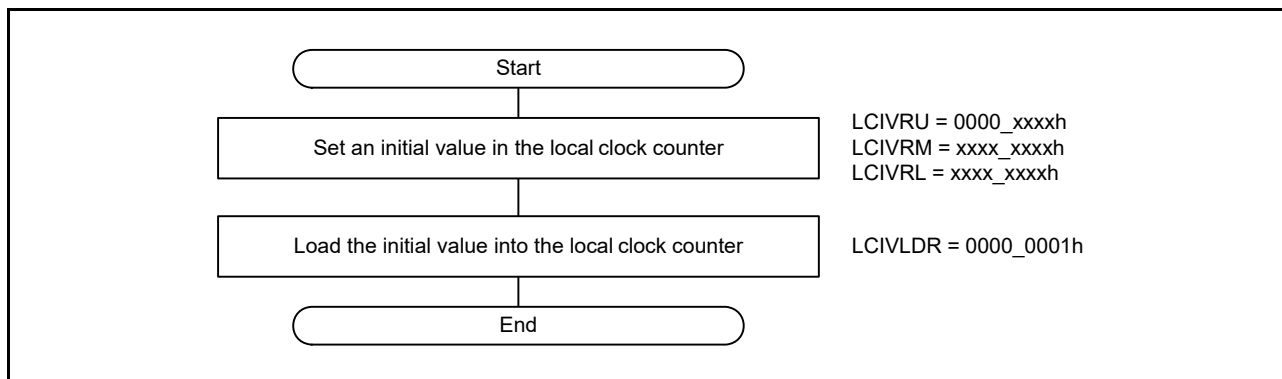 Start
Set an initial value in the local clock counter
LCIVRU = 0000_xxxxh
LCIVRM = xxxx_xxxxh
LCIVRL = xxxx_xxxxh
Load the initial value into the local clock counter
LCIVLDR = 0000_0001h
End